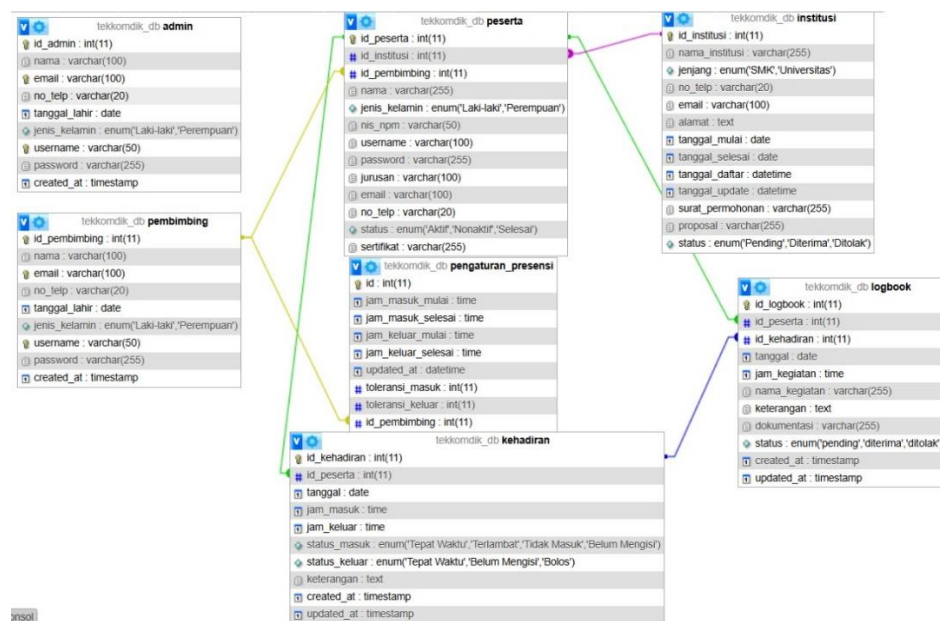 tekkomdik_db admin
id_admin : int(11)
nama : varchar(100)
email : varchar(100)
no_telp : varchar(20)
tanggal_lahir : date
jenis_kelamin : enum('Laki-laki','Perempuan')
username : varchar(50)
password : varchar(255)
created_at : timestamp
tekkomdik_db pembimbing
id_pembimbing : int(11)
nama : varchar(100)
email : varchar(100)
no_telp : varchar(20)
tanggal_lahir : date
jenis_kelamin : enum('Laki-laki','Perempuan')
username : varchar(50)
password : varchar(255)
created_at : timestamp
tekkomdik_db peserta
id_peserta : int(11)
id_institusi : int(11)
id_pembimbing : int(11)
nama : varchar(255)
jenis_kelamin : enum('Laki-laki','Perempuan')
nis_npm : varchar(50)
username : varchar(100)
password : varchar(255)
jurusan : varchar(100)
email : varchar(100)
no_telp : varchar(20)
status : enum('Aktif','Nonaktif','Selesai')
sertifikat : varchar(255)
tekkomdik_db pengaturan_presensi
id : int(11)
jam_masuk_mulai : time
jam_masuk_selesai : time
jam_keluar_mulai : time
jam_keluar_selesai : time
updated_at : datetime
toleransi_masuk : int(11)
toleransi_keluar : int(11)
id_pembimbing : int(11)
tekkomdik_db kehadiran
id_kehadiran : int(11)
id_peserta : int(11)
tanggal : date
jam_masuk : time
jam_keluar : time
status_masuk : enum('Tepat Waktu','Terlambat','Tidak Masuk','Belum Mengisi')
status_keluar : enum('Tepat Waktu','Belum Mengisi','Bolos')
keterangan : text
created_at : timestamp
updated_at : timestamp
tekkomdik_db institusi
id_institusi : int(11)
nama_institusi : varchar(255)
jenjang : enum('SMK','Universitas')
no_telp : varchar(20)
email : varchar(100)
alamat : text
tanggal_mulai : date
tanggal_selesai : date
tanggal_daftar : datetime
tanggal_update : datetime
surat_permohonan : varchar(255)
proposal : varchar(255)
status : enum('Pending','Diterima','Ditolak')
tekkomdik_db logbook
id_logbook : int(11)
id_peserta : int(11)
id_kehadiran : int(11)
tanggal : date
jam_kegiatan : time
nama_kegiatan : varchar(255)
keterangan : text
dokumentasi : varchar(255)
status : enum('pending','diterima','ditolak'
created_at : timestamp
updated_at : timestamp
onsol